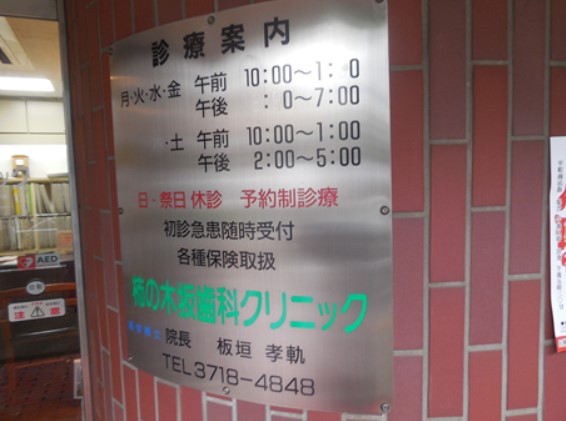 診療案内
月・火・水・金 午前 10:00〜1: 0
午後 : 0〜7:00
・土 午前 10:00〜1:00
午後 2:00〜5:00
日・祭日 休診 予約制診療
初診急患随時受付
各種保険取扱
柿の木坂歯科クリニック
院長 板垣 孝軌
TEL 3718-4848
AED
注意